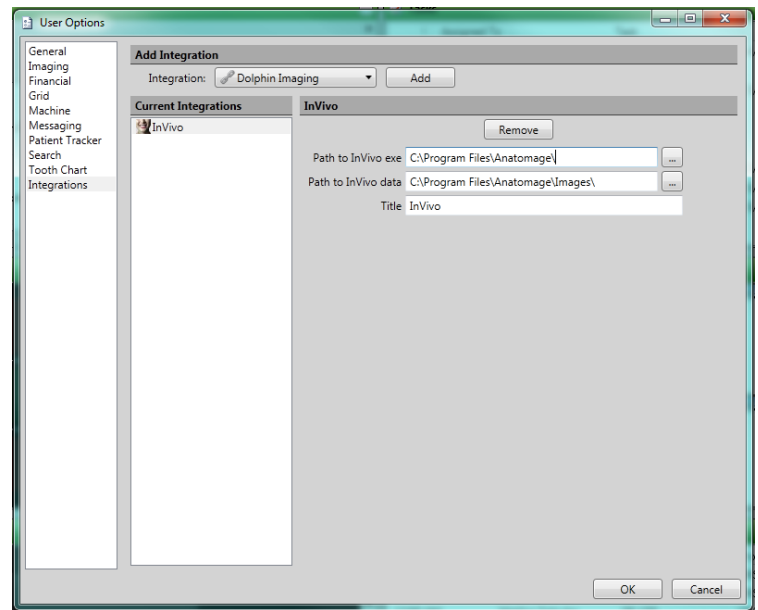 User Options
General
Imaging
Financial
Grid
Machine
Messaging
Patient Tracker
Search
Tooth Chart
Integrations
Add Integration
Integration: Dolphin Imaging Add
Current Integrations
InVivo
InVivo
Remove
Path to InVivo exe C:\Program Files\Anatomage\
...
Path to InVivo data C:\Program Files\Anatomage\Images\
...
Title InVivo
OK Cancel